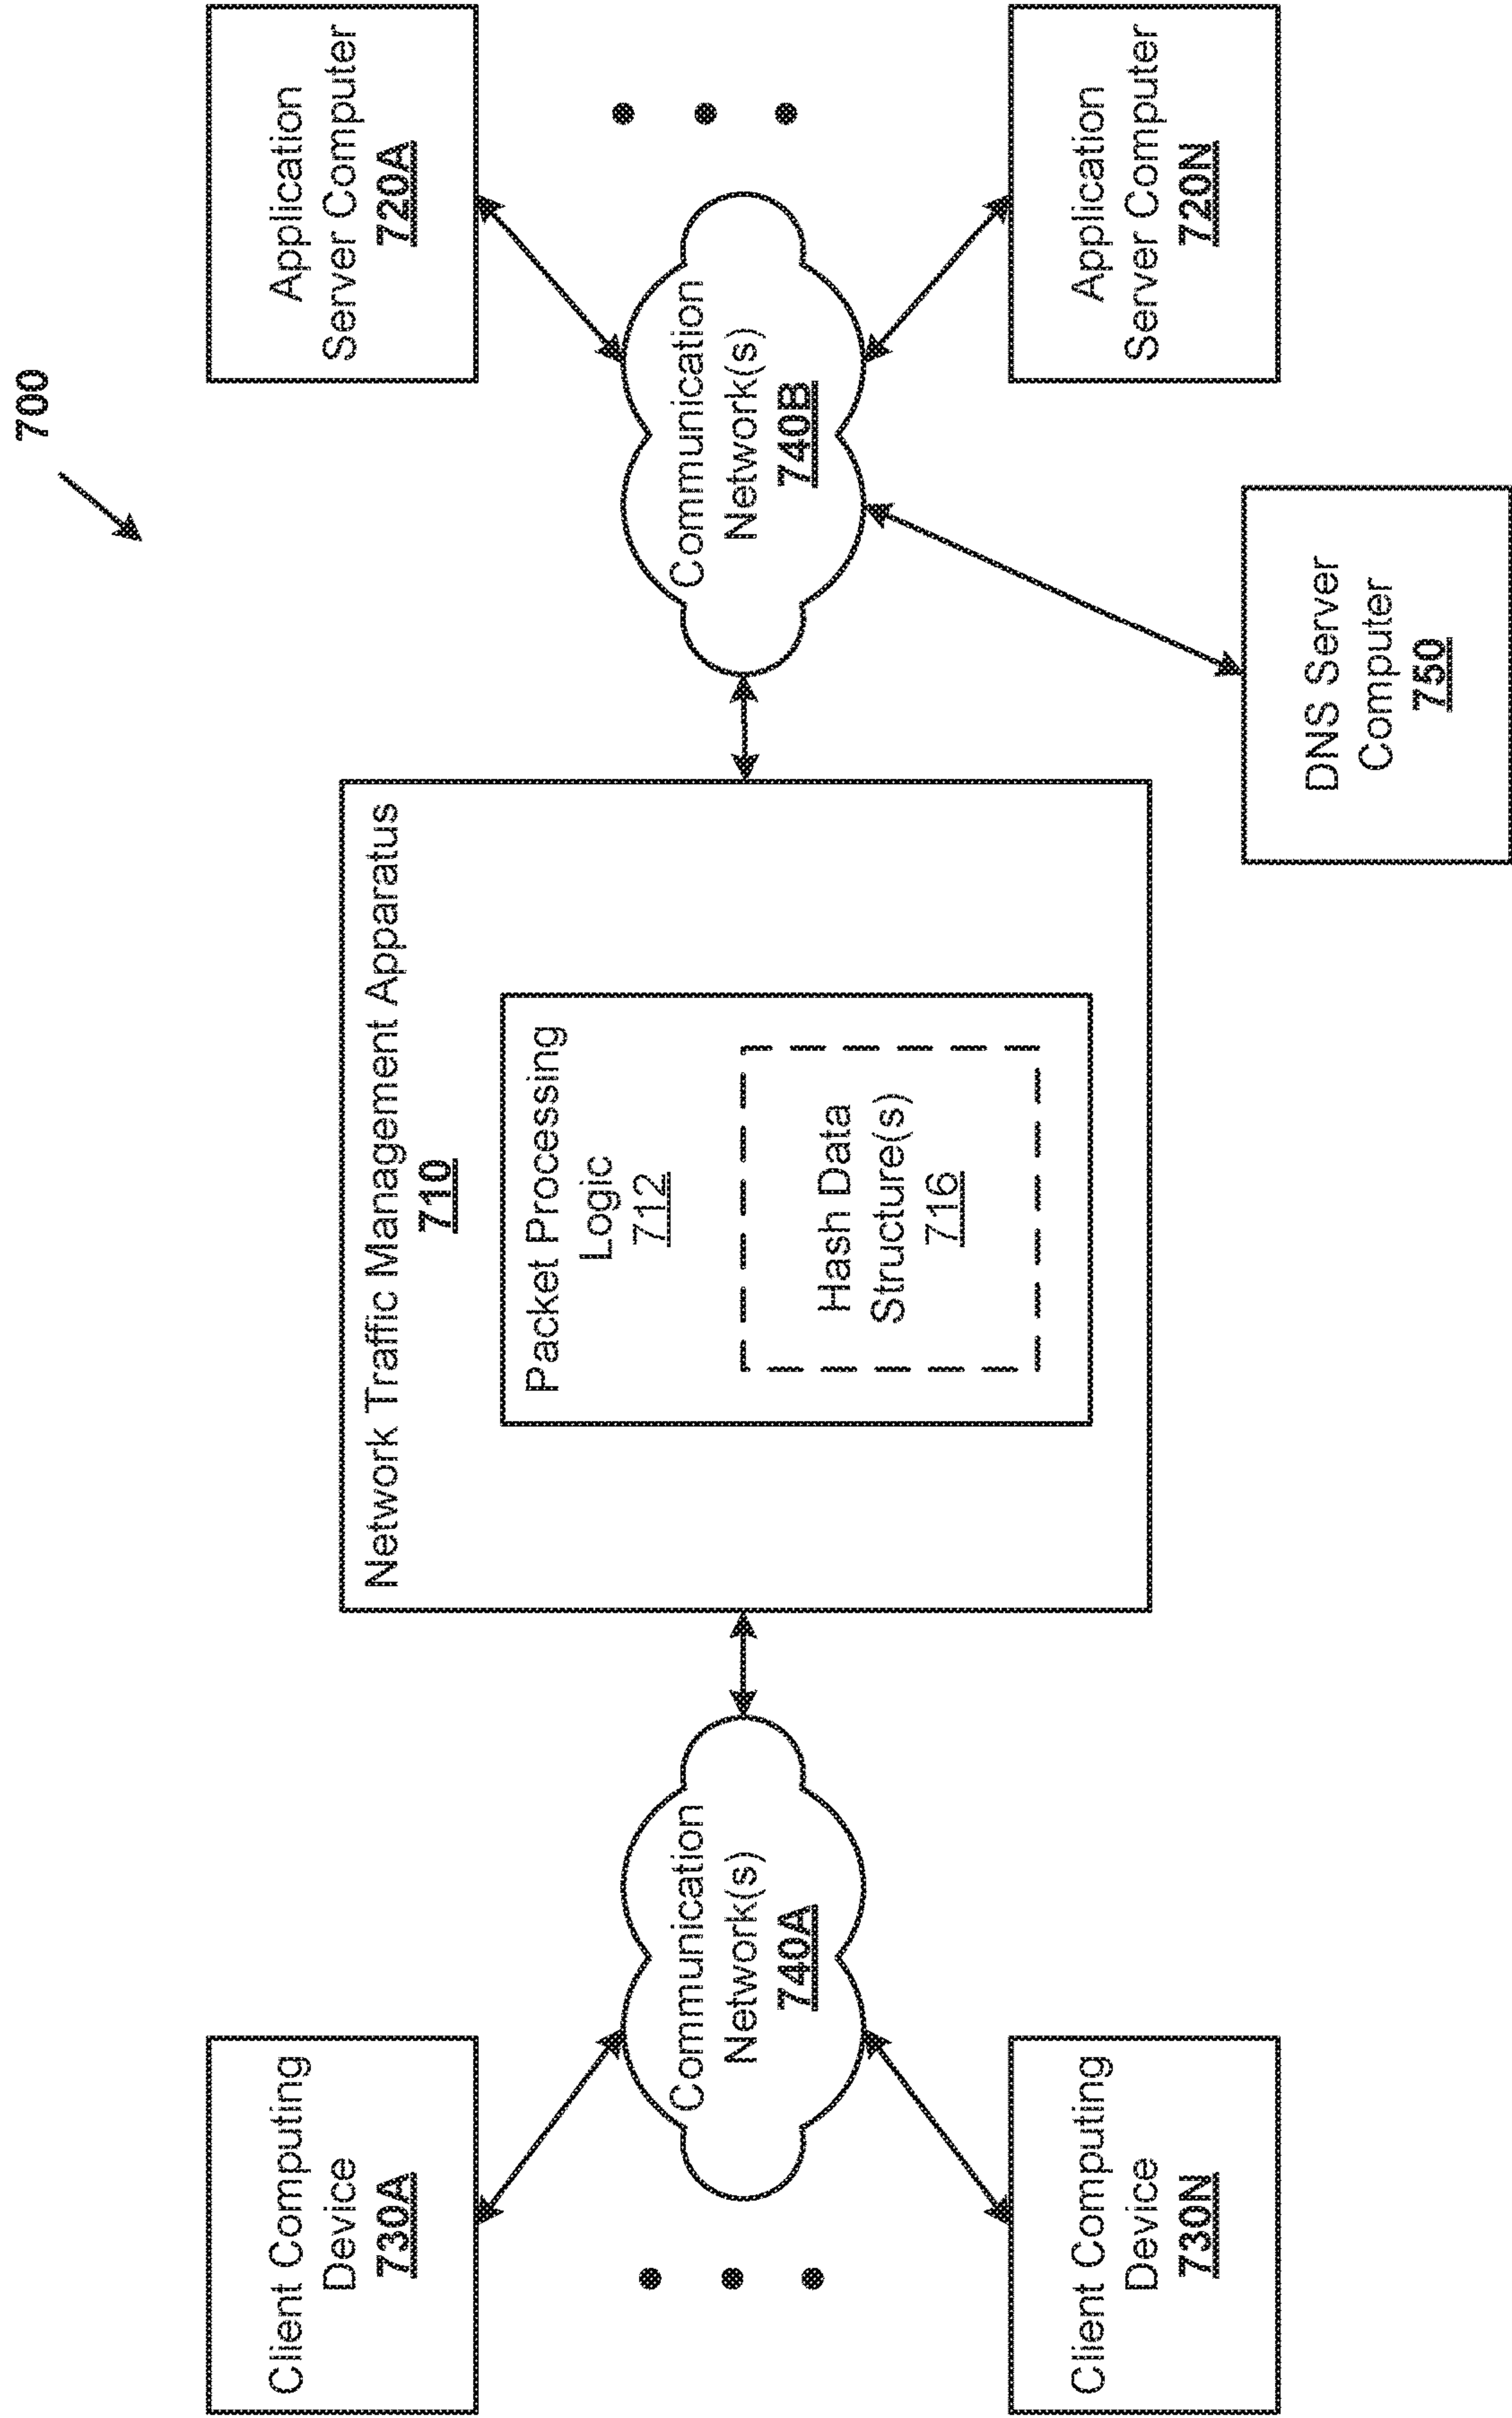 700
Client Computing
Device
730A
Client Computing
Device
730N
Communication
Network(s)
740A
Network Traffic Management Apparatus
710
Packet Processing
Logic
712
Hash Data
Structure(s)
716
Communication
Network(s)
740B
Application
Server Computer
720A
Application
Server Computer
720N
DNS Server
Computer
750